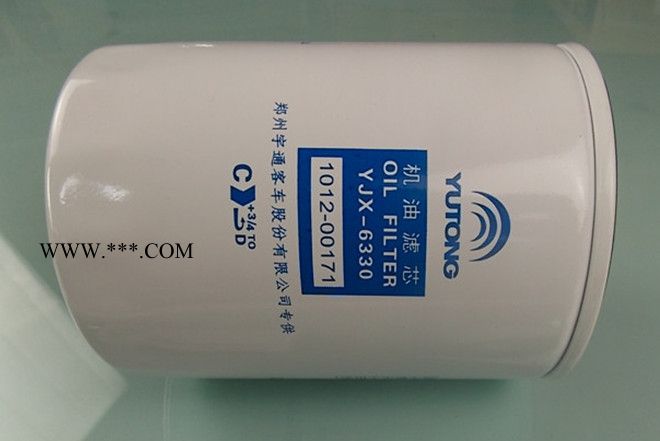 YUTONG
机油滤芯
OIL FILTER
YJX-6330
1012-00171
郑州宇通客车股份有限公司专供
C
+3/4 TO
D
WWW.***.COM